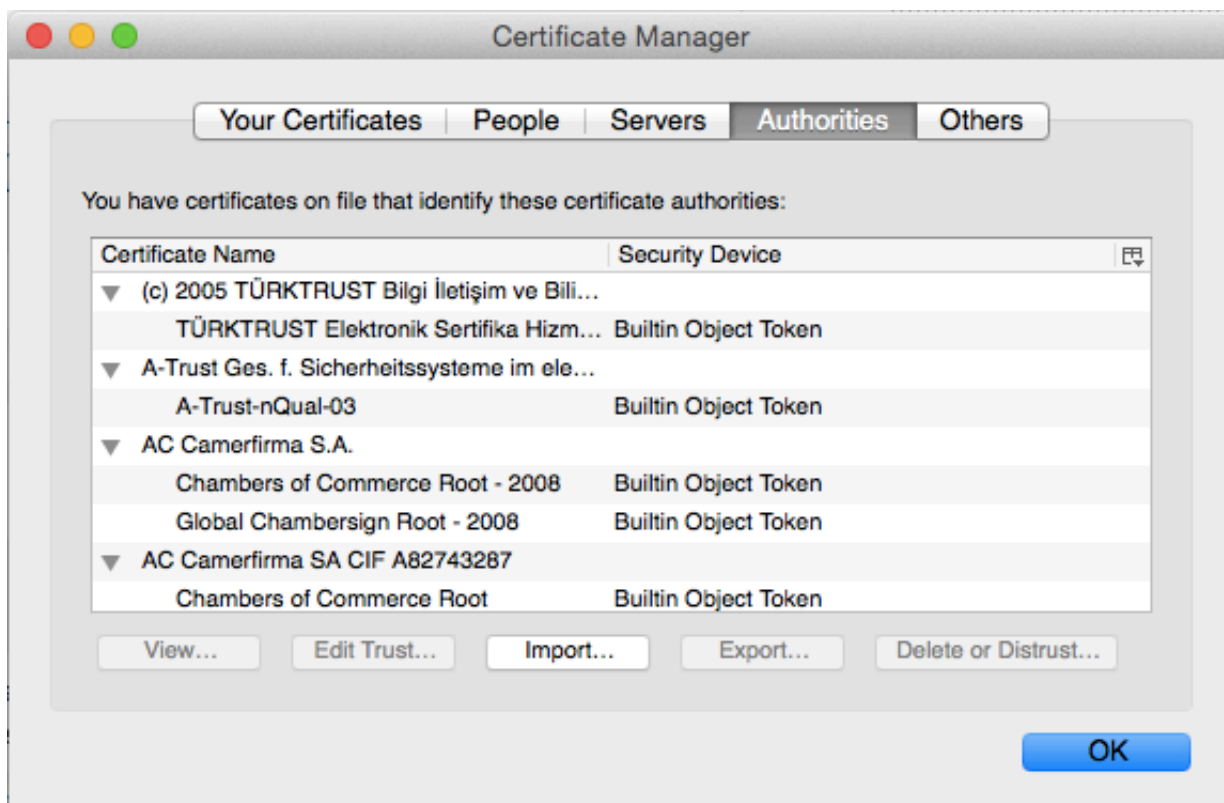 Certificate Manager
Your Certificates People Servers Authorities Others
You have certificates on file that identify these certificate authorities:
Certificate Name Security Device
(c) 2005 TÜRKTRUST Bilgi İletişim ve Bili...
TÜRKTRUST Elektronik Sertifika Hizm... Builtin Object Token
A-Trust Ges. f. Sicherheitssysteme im ele...
A-Trust-nQual-03 Builtin Object Token
AC Camerfirma S.A.
Chambers of Commerce Root - 2008 Builtin Object Token
Global Chambersign Root - 2008 Builtin Object Token
AC Camerfirma SA CIF A82743287
Chambers of Commerce Root Builtin Object Token
View... Edit Trust... Import... Export... Delete or Distrust...
OK